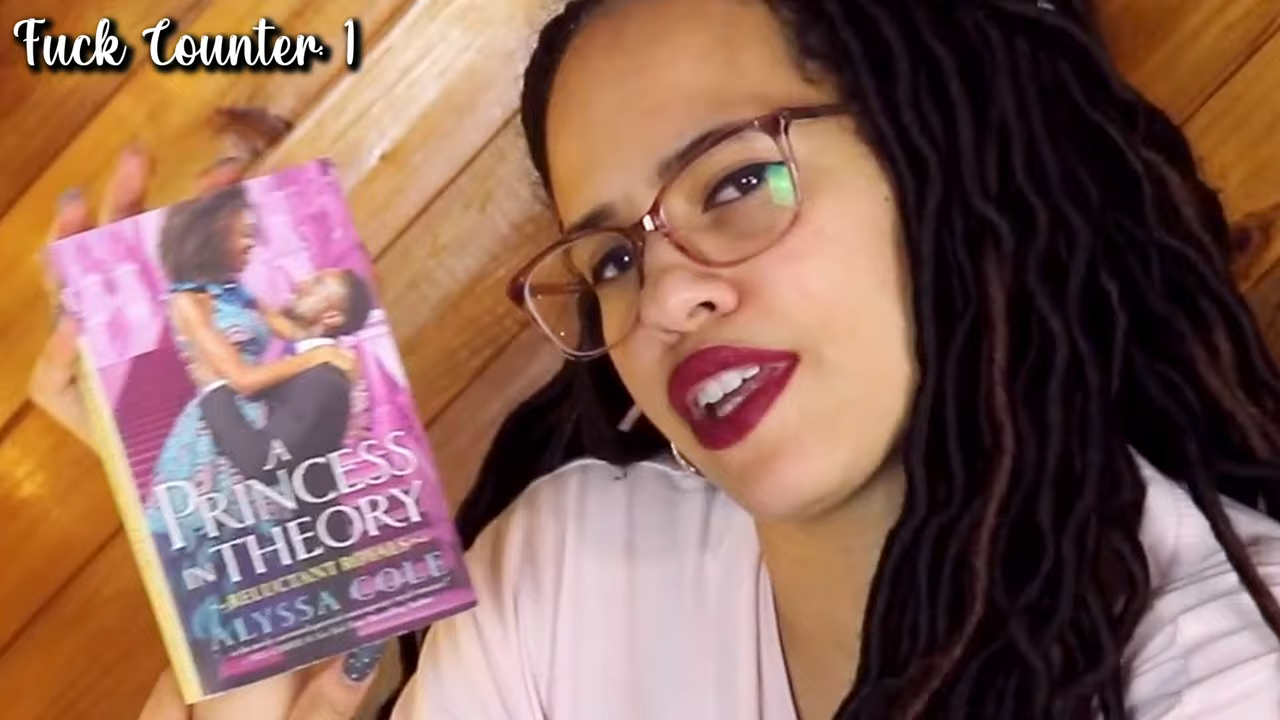 Fuck Counter: 1
A
PRINCESS
IN THEORY
~RELUCTANT ROYALS~
ALYSSA COLE